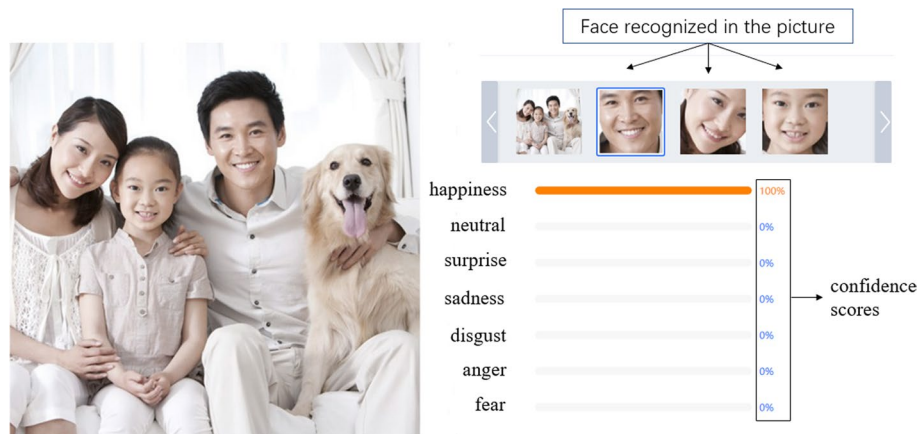 Face recognized in the picture
happiness
100%
neutral
0%
surprise
0%
sadness
0%
disgust
0%
anger
0%
fear
0%
confidence
scores